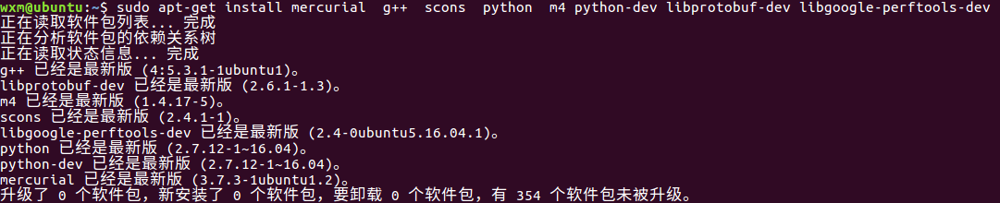 wxm@ubuntu:~$ sudo apt-get install mercurial  g++  scons  python  m4 python-dev libprotobuf-dev libgoogle-perftools-dev
正在读取软件包列表... 完成
正在分析软件包的依赖关系树
正在读取状态信息... 完成
g++ 已经是最新版 (4:5.3.1-1ubuntu1)。
libprotobuf-dev 已经是最新版 (2.6.1-1.3)。
m4 已经是最新版 (1.4.17-5)。
scons 已经是最新版 (2.4.1-1)。
libgoogle-perftools-dev 已经是最新版 (2.4-0ubuntu5.16.04.1)。
python 已经是最新版 (2.7.12-1~16.04)。
python-dev 已经是最新版 (2.7.12-1~16.04)。
mercurial 已经是最新版 (3.7.3-1ubuntu1.2)。
升级了 0 个软件包，新安装了 0 个软件包，要卸载 0 个软件包，有 354 个软件包未被升级。